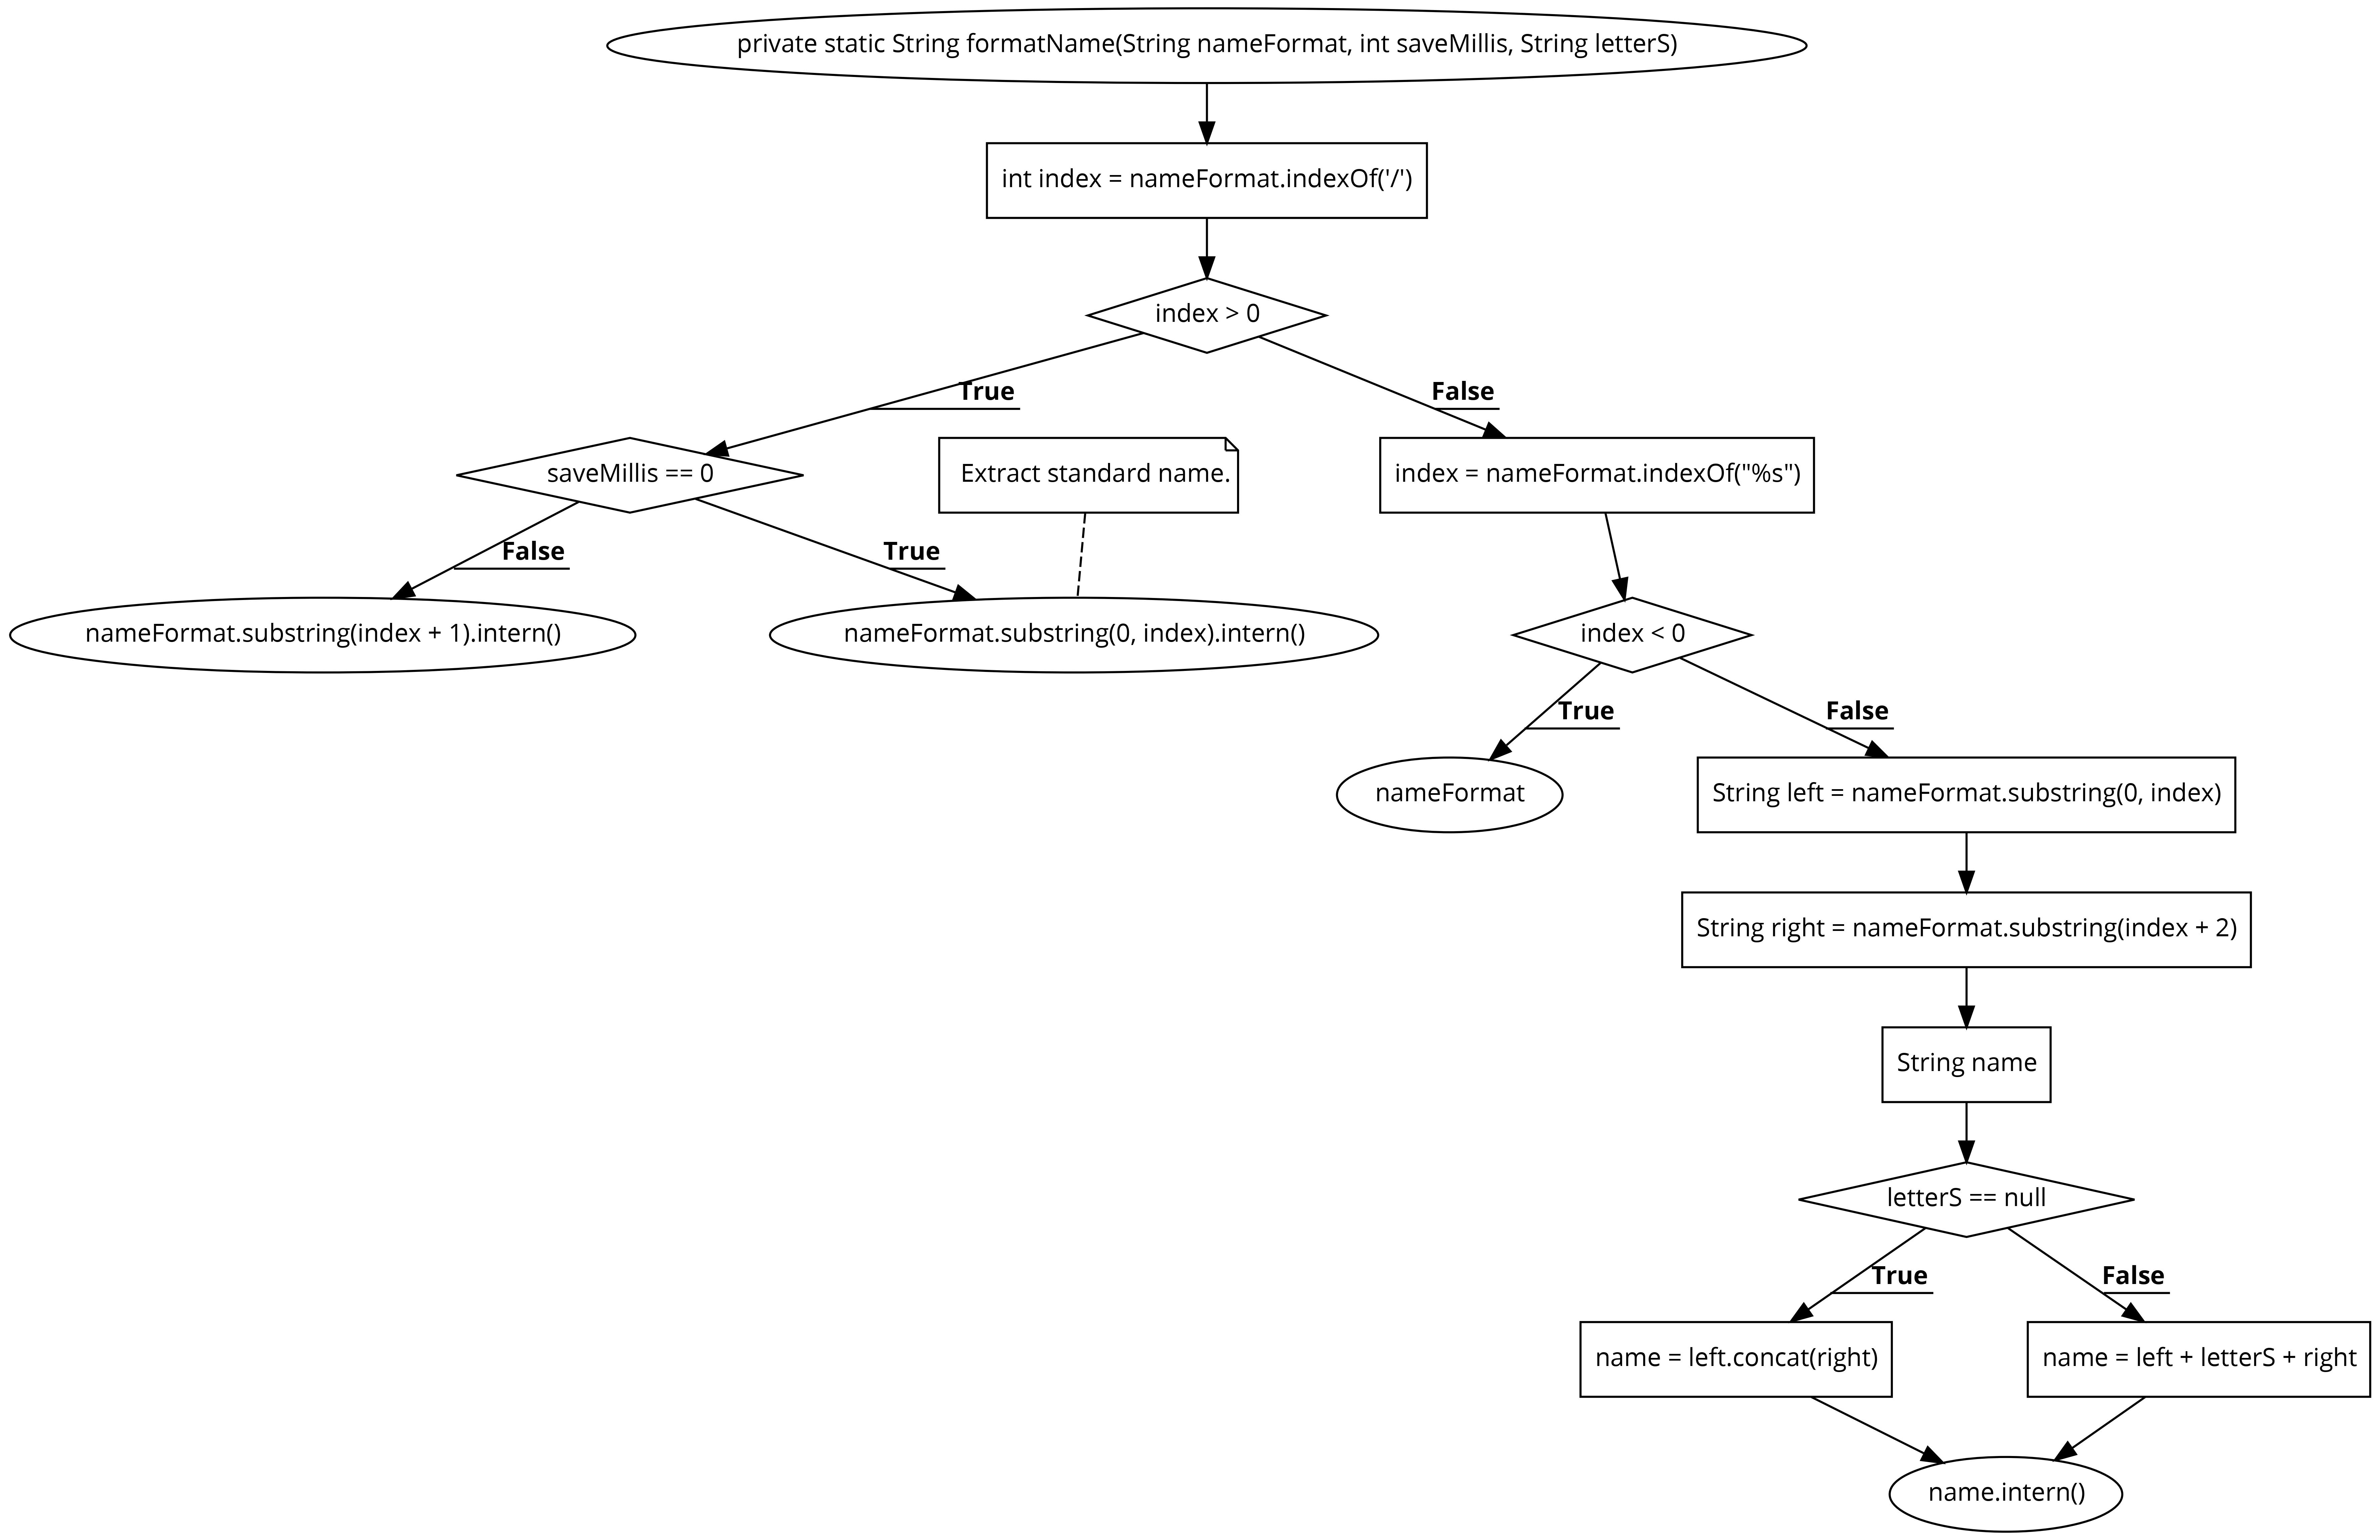 private static String formatName(String nameFormat, int saveMillis, String letterS)
int index = nameFormat.indexOf('/')
index > 0
True
False
saveMillis == 0
Extract standard name.
index = nameFormat.indexOf("%s")
False
True
nameFormat.substring(index + 1).intern()
nameFormat.substring(0, index).intern()
index < 0
True
False
nameFormat
String left = nameFormat.substring(0, index)
String right = nameFormat.substring(index + 2)
String name
letterS == null
True
False
name = left.concat(right)
name = left + letterS + right
name.intern()